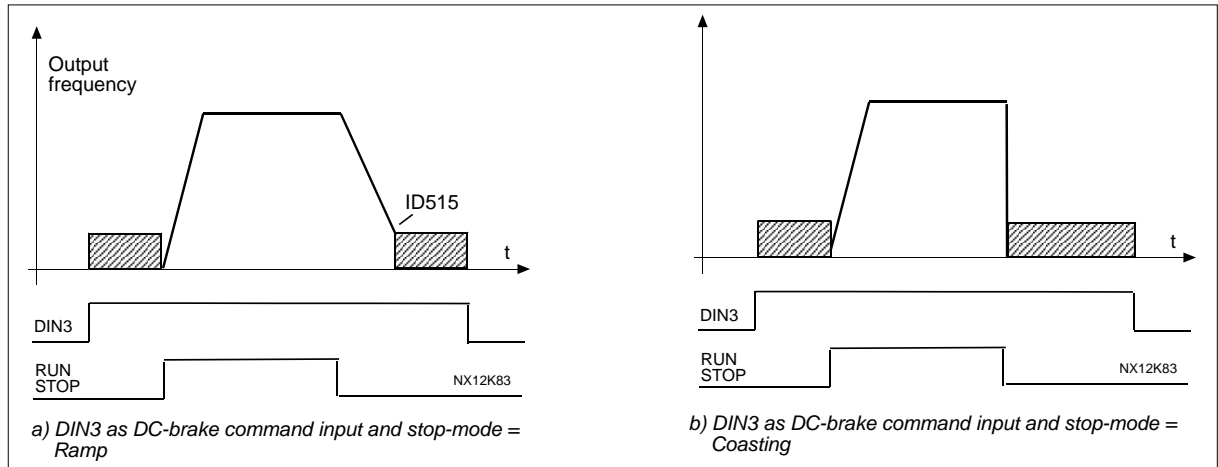 Output
frequency
ID515
t
DIN3
RUN
STOP
NX12K83
a) DIN3 as DC-brake command input and stop-mode =
Ramp
t
DIN3
RUN
STOP
NX12K83
b) DIN3 as DC-brake command input and stop-mode =
Coasting